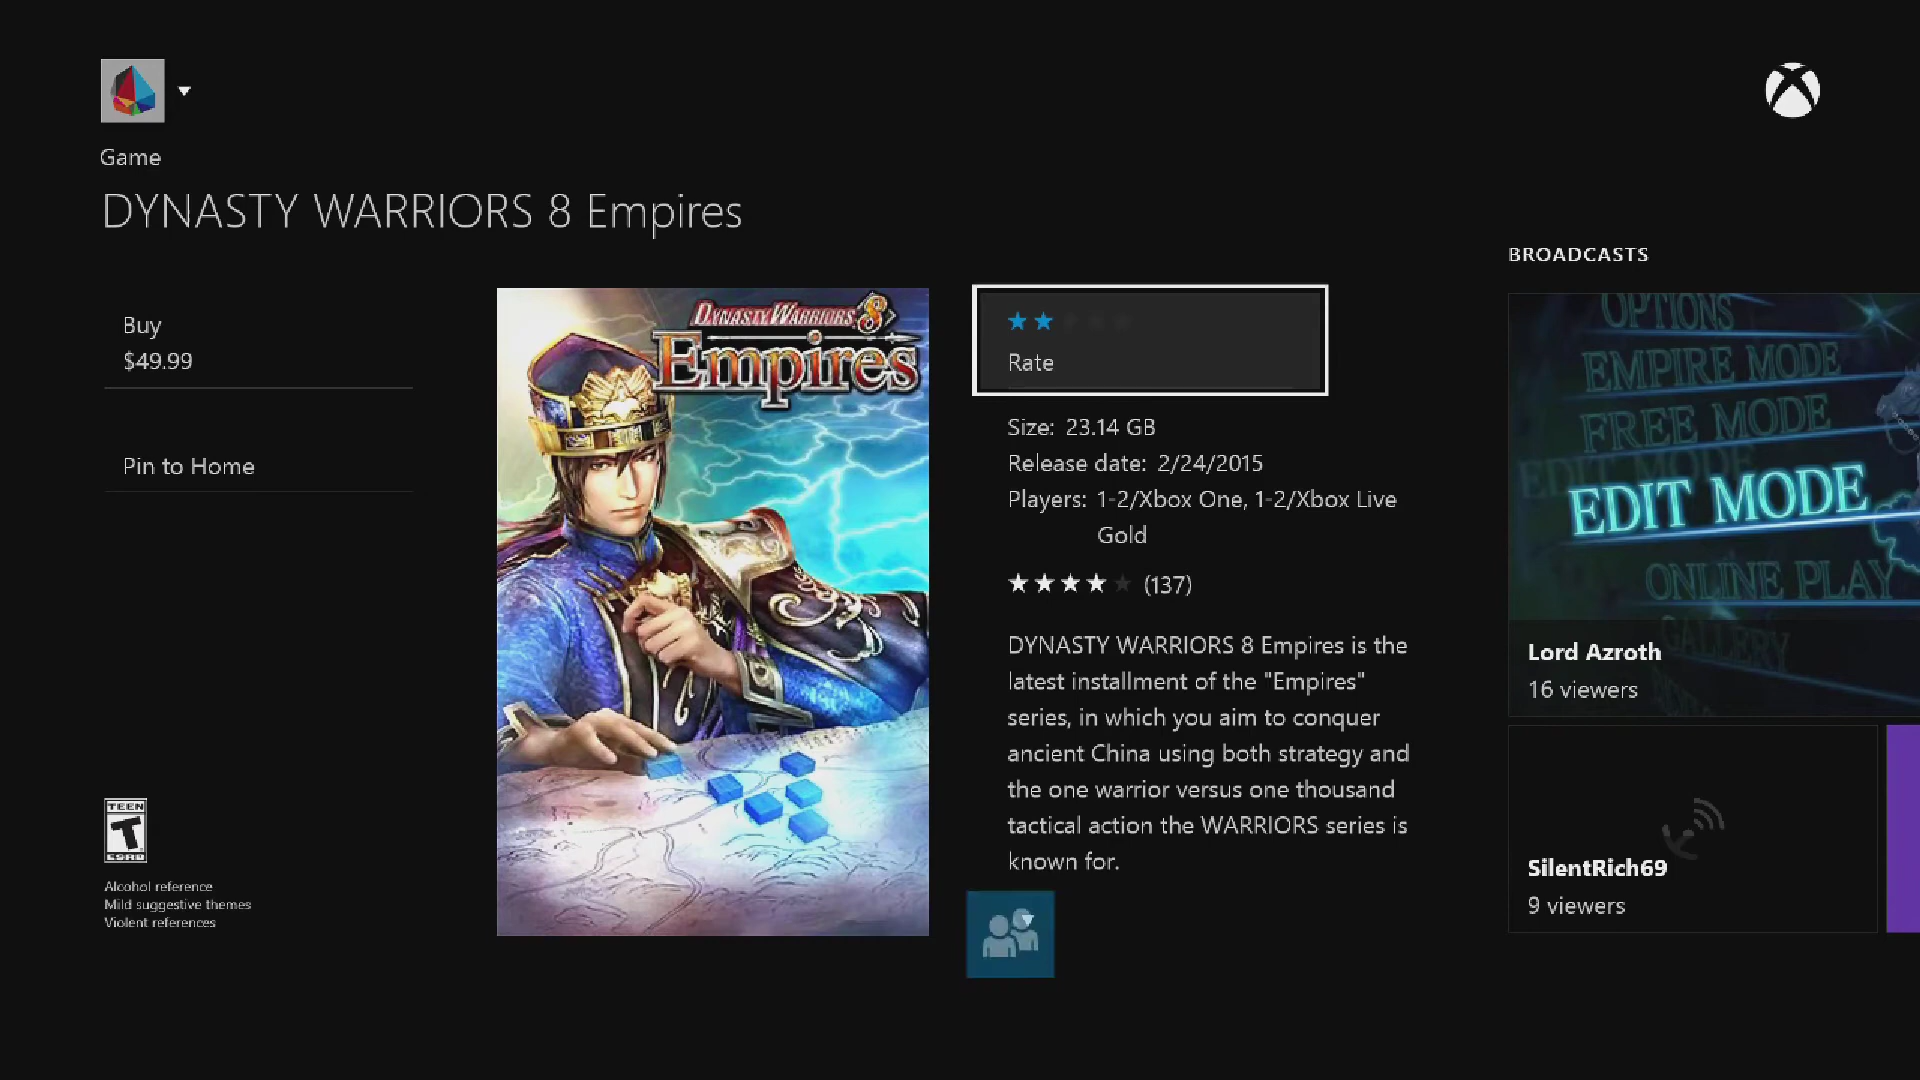 Game
DYNASTY WARRIORS 8 Empires
Buy
$49.99
Pin to Home
TEEN
T
ESRB
Alcohol reference
Mild suggestive themes
Violent references
DYNASTY WARRIORS 8
Empires
Rate
Size: 23.14 GB
Release date: 2/24/2015
Players: 1-2/Xbox One, 1-2/Xbox Live
Gold
(137)
DYNASTY WARRIORS 8 Empires is the
latest installment of the "Empires"
series, in which you aim to conquer
ancient China using both strategy and
the one warrior versus one thousand
tactical action the WARRIORS series is
known for.
BROADCASTS
OPTIONS
EMPIRE MODE
FREE MODE
EDIT MODE
EDIT MODE
ONLINE PLAY
GALLERY
Lord Azroth
16 viewers
SilentRich69
9 viewers